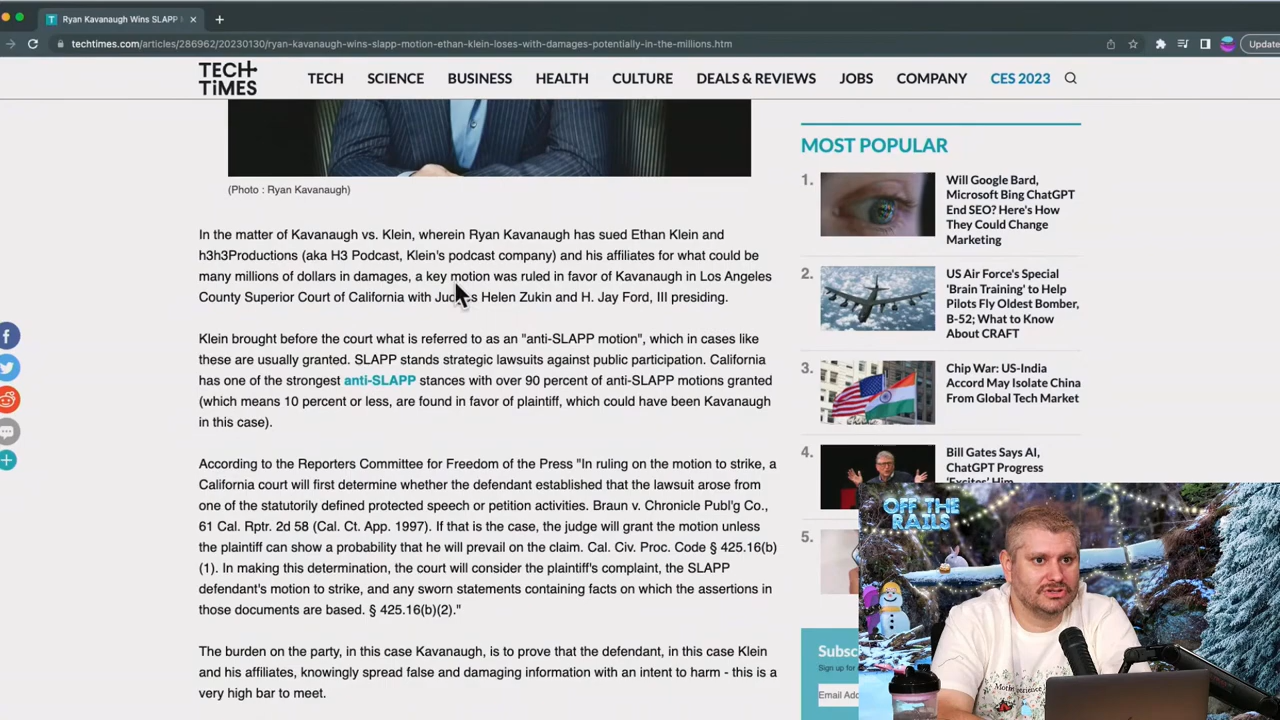 Ryan Kavanaugh Wins SLAPP
Update
techtimes.com/articles/286962/20230130/ryan-kavanaugh-wins-slapp-motion-ethan-klein-loses-with-damages-potentially-in-the-millions.htm
TECH
TIMES
TECH SCIENCE BUSINESS HEALTH CULTURE DEALS & REVIEWS JOBS COMPANY CES 2023
(Photo : Ryan Kavanaugh)
In the matter of Kavanaugh vs. Klein, wherein Ryan Kavanaugh has sued Ethan Klein and
h3h3Productions (aka H3 Podcast, Klein's podcast company) and his affiliates for what could be
many millions of dollars in damages, a key motion was ruled in favor of Kavanaugh in Los Angeles
County Superior Court of California with Helen Zukin and H. Jay Ford, III presiding.
Klein brought before the court what is referred to as an "anti-SLAPP motion", which in cases like
these are usually granted. SLAPP stands strategic lawsuits against public participation. California
has one of the strongest anti-SLAPP stances with over 90 percent of anti-SLAPP motions granted
(which means 10 percent or less, are found in favor of plaintiff, which could have been Kavanaugh
in this case).
According to the Reporters Committee for Freedom of the Press "In ruling on the motion to strike, a
California court will first determine whether the defendant established that the lawsuit arose from
one of the statutorily defined protected speech or petition activities. Braun v. Chronicle Publ'g Co.,
61 Cal. Rptr. 2d 58 (Cal. Ct. App. 1997). If that is the case, the judge will grant the motion unless
the plaintiff can show a probability that he will prevail on the claim. Cal. Civ. Proc. Code § 425.16(b)
(1). In making this determination, the court will consider the plaintiff's complaint, the SLAPP
defendant's motion to strike, and any sworn statements containing facts on which the assertions in
those documents are based. § 425.16(b)(2)."
The burden on the party, in this case Kavanaugh, is to prove that the defendant, in this case Klein
and his affiliates, knowingly spread false and damaging information with an intent to harm - this is a
very high bar to meet.
MOST POPULAR
1. Will Google Bard,
Microsoft Bing ChatGPT
End SEO? Here's How
They Could Change
Marketing
2. US Air Force's Special
'Brain Training' to Help
Pilots Fly Oldest Bomber,
B-52; What to Know
About CRAFT
3. Chip War: US-India
Accord May Isolate China
From Global Tech Market
4. Bill Gates Says AI,
ChatGPT Progress
'Excites' Him
5.
Subsc
Sign up for
Email Add
OFF THE
RAILS